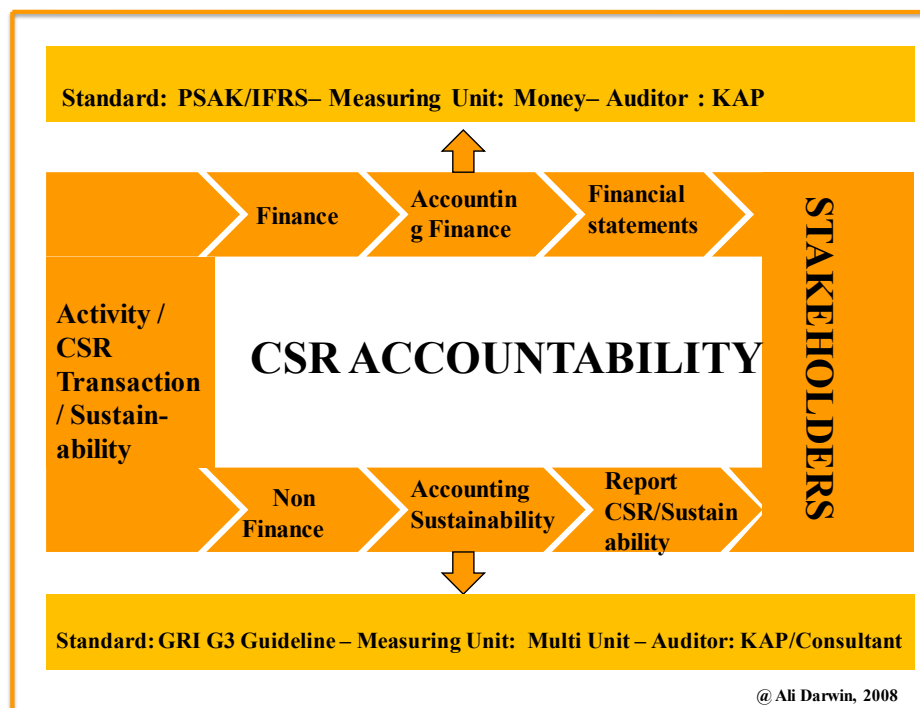 Standard: PSAK/IFRS– Measuring Unit: Money– Auditor : KAP
Finance
Accountin
g Finance
Financial
statements
STAKEHOLDERS
Activity /
CSR
Transaction
/ Sustain-
ability
CSR ACCOUNTABILITY
Non
Finance
Accounting
Sustainability
Report
CSR/Sustain
ability
Standard: GRI G3 Guideline – Measuring Unit: Multi Unit – Auditor: KAP/Consultant
@ Ali Darwin, 2008